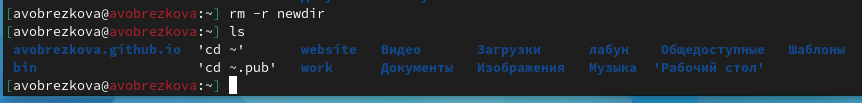 [avobrezkova@avobrezkova:~] rm -r newdir
[avobrezkova@avobrezkova:~] ls
avobrezkova.github.io 'cd ~' website Видео Загрузки лабун Общедоступные Шаблоны
bin 'cd ~.pub' work Документы Изображения Музыка 'Рабочий стол'
[avobrezkova@avobrezkova:~]